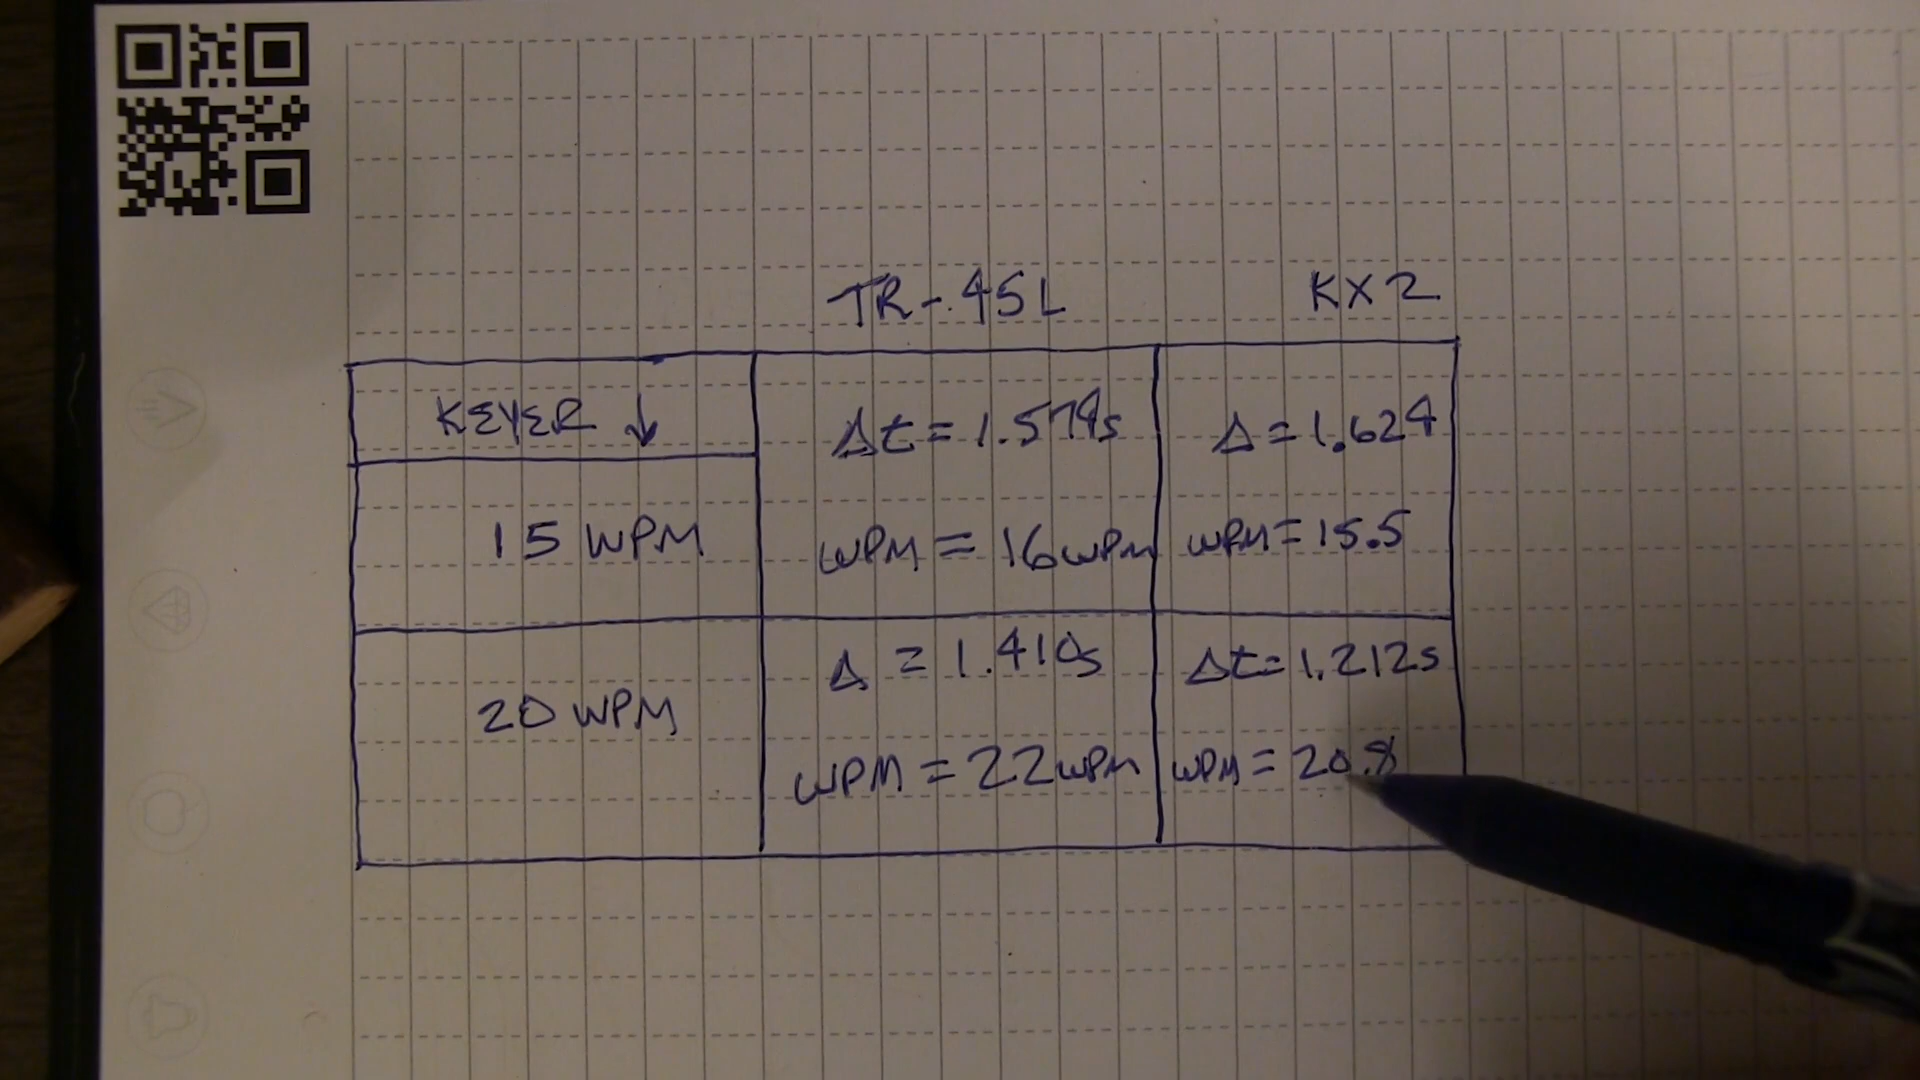 TR-45L KX2
KEYER ↓
Δt = 1.574s
Δ = 1.624
15 WPM
WPM = 16WPM
WPM = 15.5
20 WPM
Δ = 1.410s
Δt = 1.212s
WPM = 22WPM
WPM = 20.8